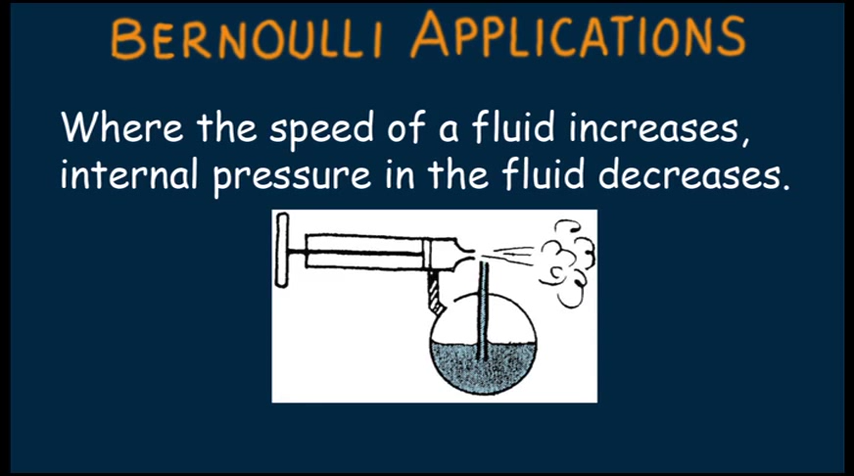 BERNOULLI APPLICATIONS
Where the speed of a fluid increases,
internal pressure in the fluid decreases.